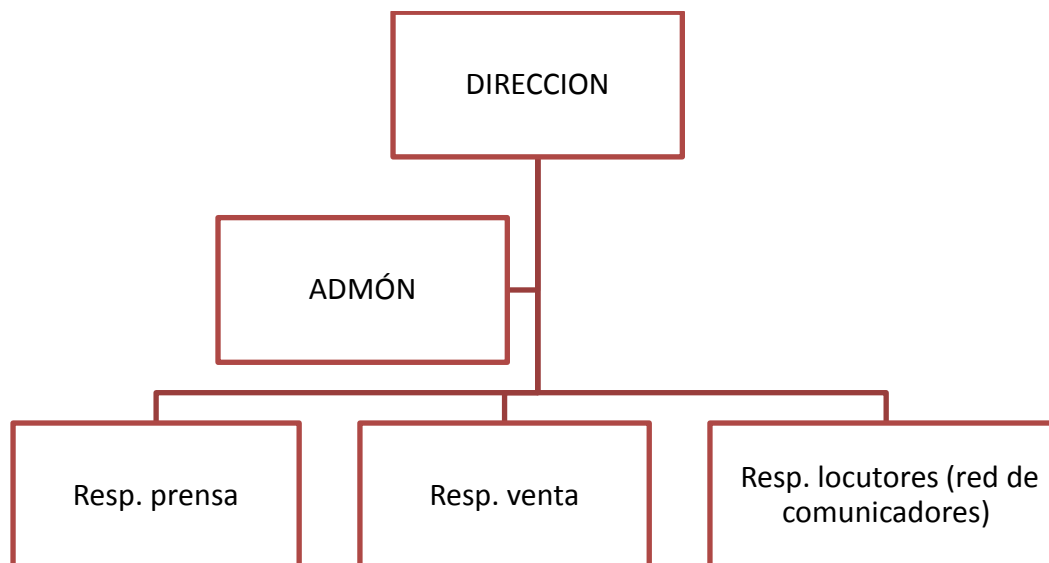 DIRECCION
ADMÓN
Resp. prensa
Resp. venta
Resp. locutores (red de
comunicadores)